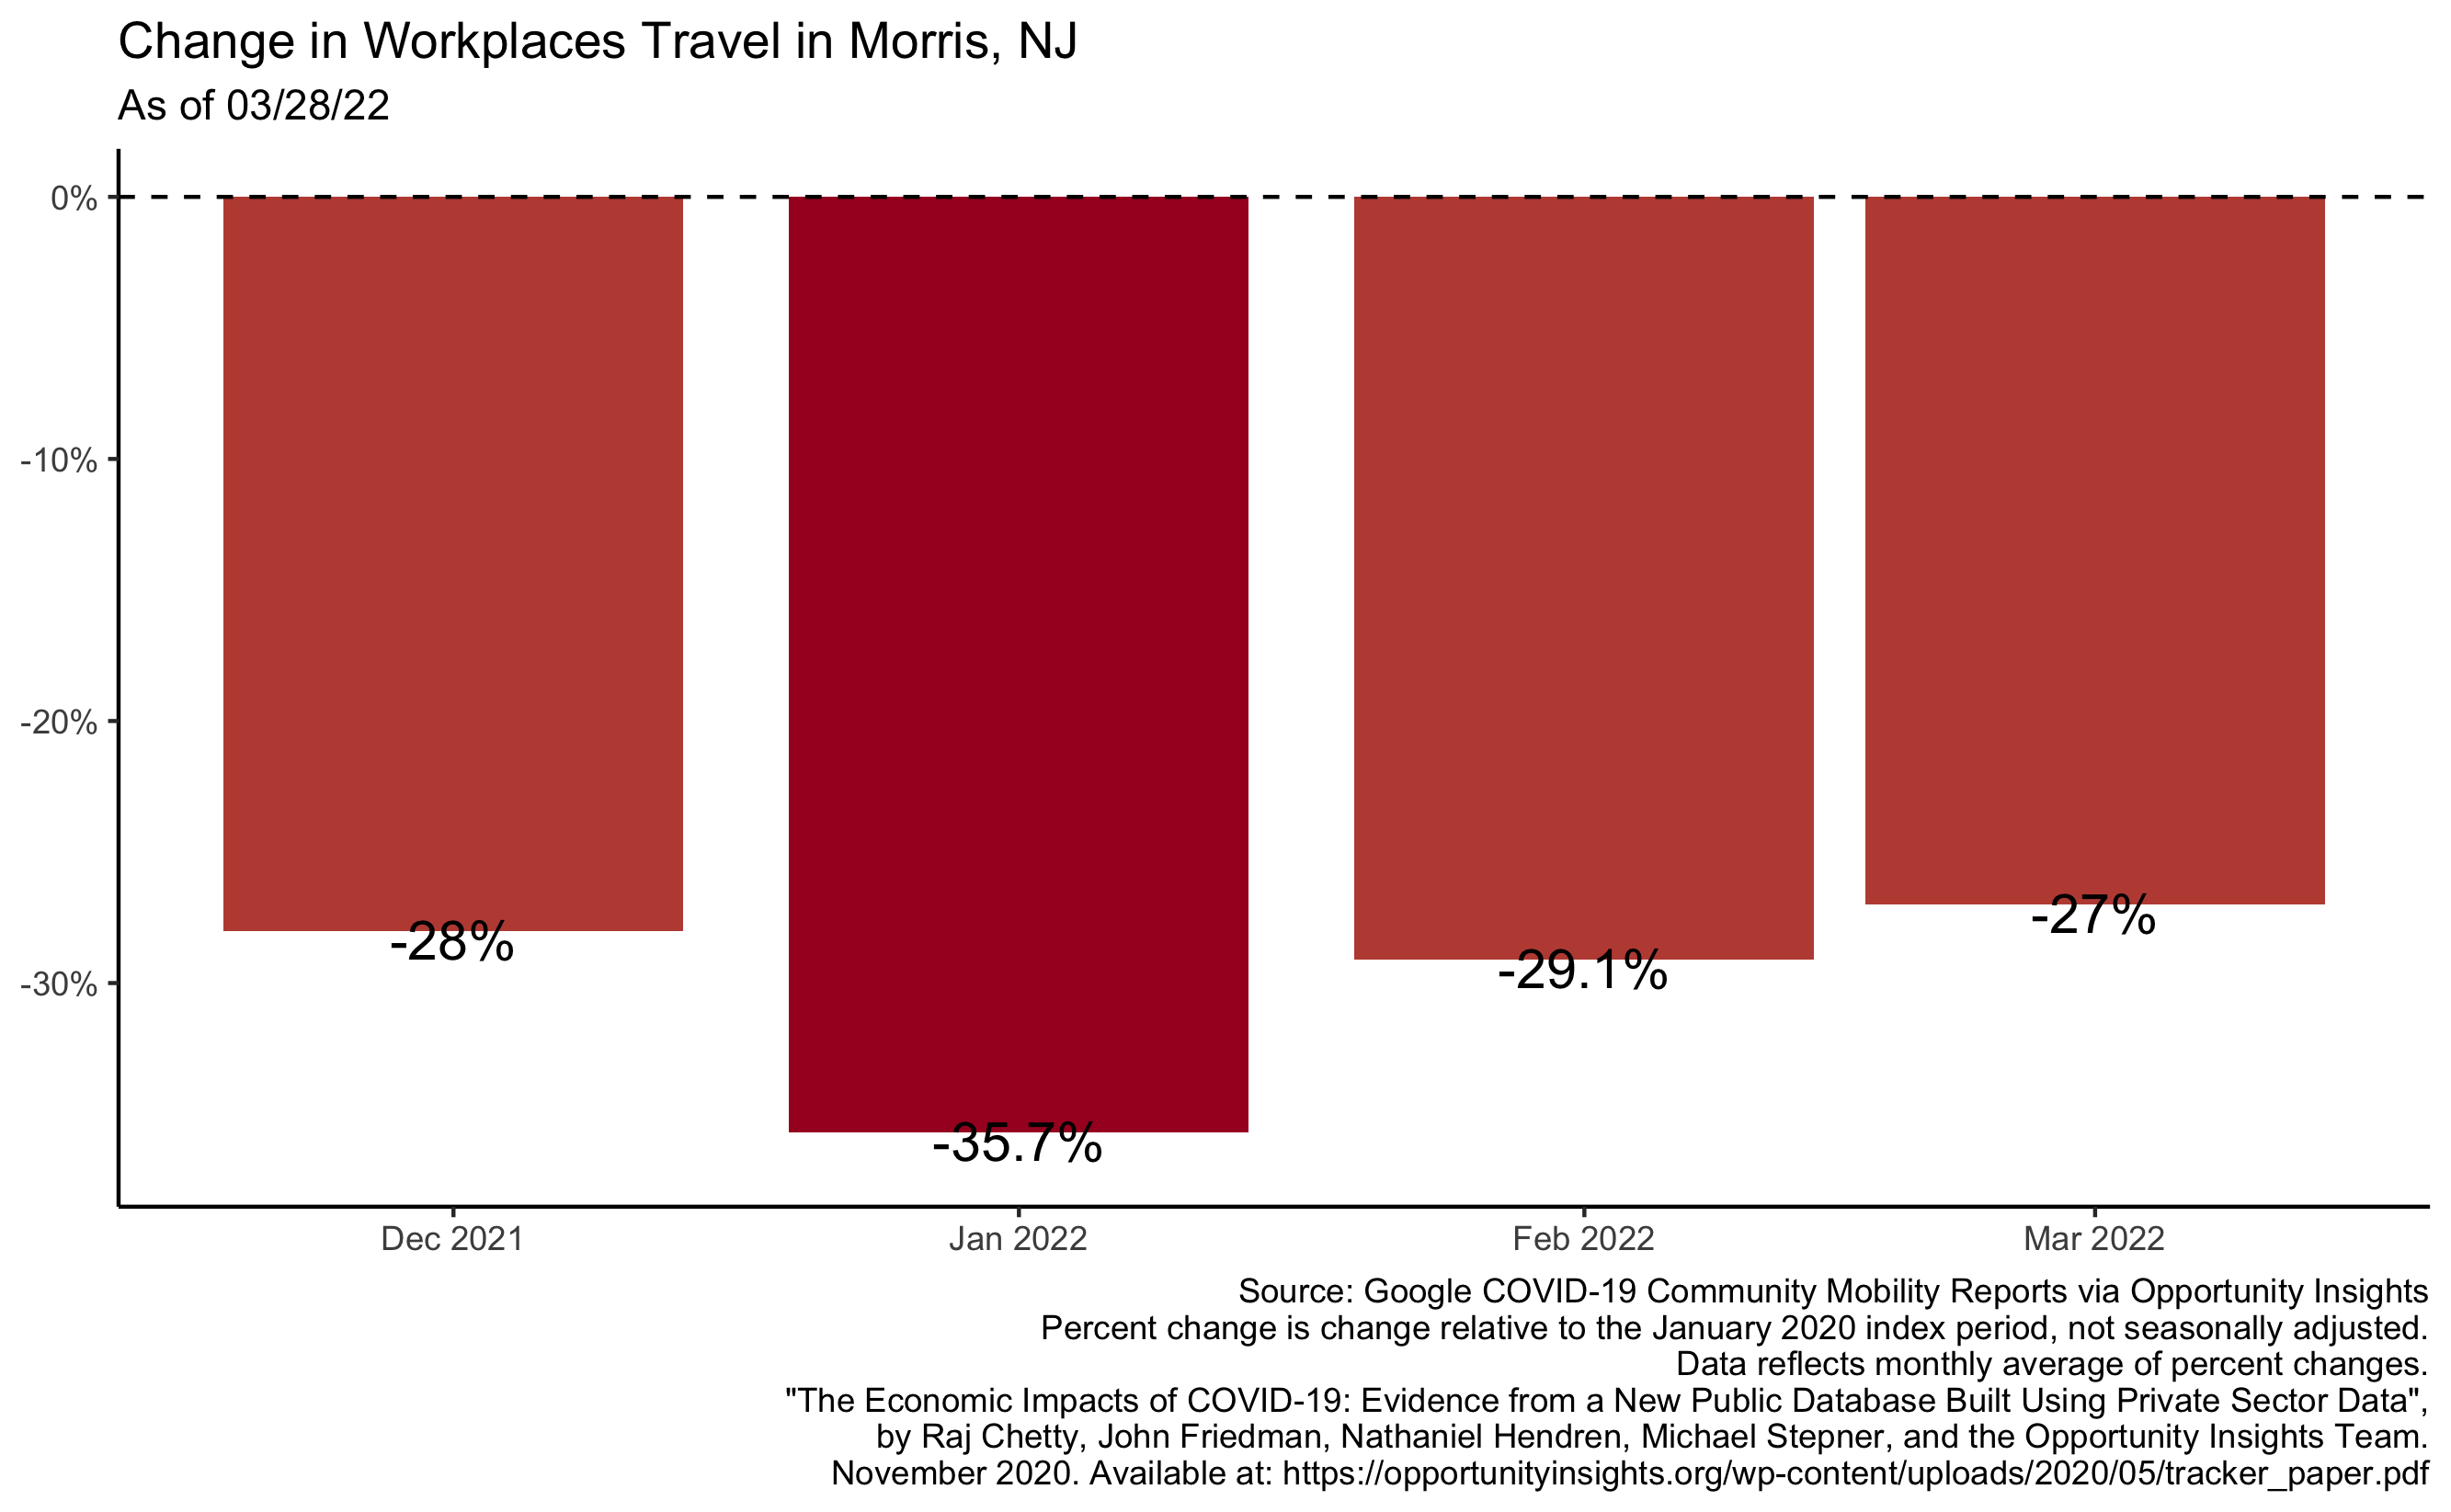 Change in Workplaces Travel in Morris, NJ
As of 03/28/22
0%
-10%
-20%
-30%
-28%
-35.7%
-29.1%
-27%
Dec 2021
Jan 2022
Feb 2022
Mar 2022
Source: Google COVID-19 Community Mobility Reports via Opportunity Insights
Percent change is change relative to the January 2020 index period, not seasonally adjusted.
Data reflects monthly average of percent changes.
"The Economic Impacts of COVID-19: Evidence from a New Public Database Built Using Private Sector Data",
by Raj Chetty, John Friedman, Nathaniel Hendren, Michael Stepner, and the Opportunity Insights Team.
November 2020. Available at: https://opportunityinsights.org/wp-content/uploads/2020/05/tracker_paper.pdf